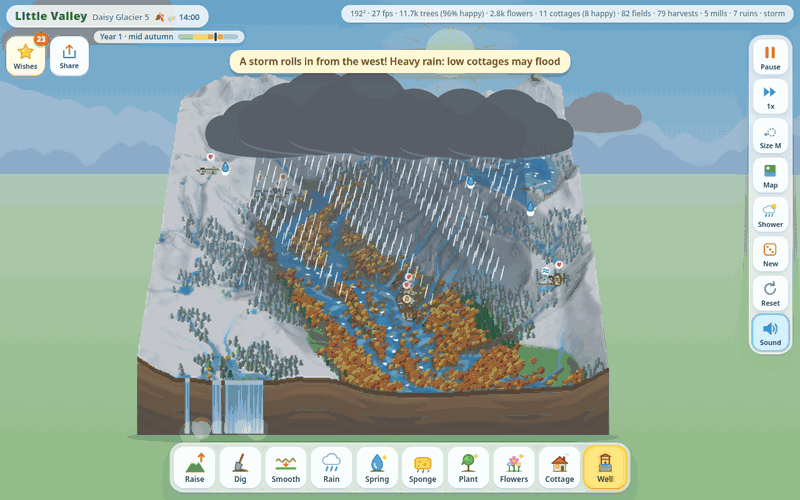 Little Valley Daisy Glacier 5 14:00
192² · 27 fps · 11.7k trees (96% happy) · 2.8k flowers · 11 cottages (8 happy) · 82 fields · 79 harvests · 5 mills · 7 ruins · storm
Year 1 · mid autumn
23
Wishes
Share
A storm rolls in from the west! Heavy rain: low cottages may flood
Pause
1x
Size M
Map
Shower
New
Reset
Sound
Raise
Dig
Smooth
Rain
Spring
Sponge
Plant
Flowers
Cottage
Well